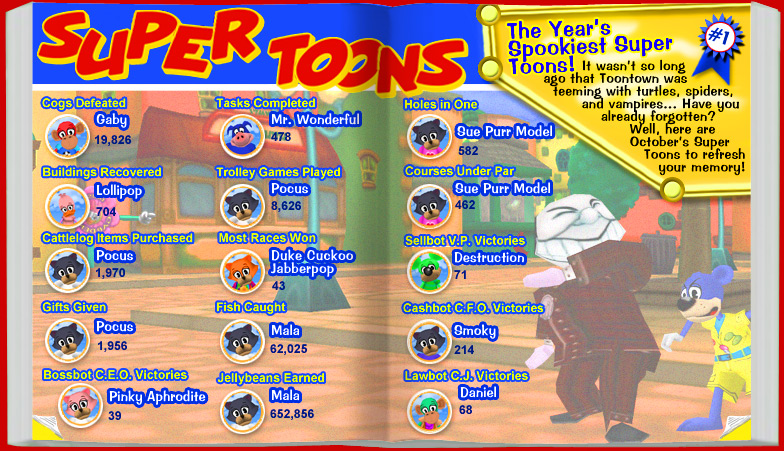 SUPER TOONS
Cogs Defeated
Gaby
19,826
Buildings Recovered
Lollipop
704
Cattlelog Items Purchased
Pocus
1,970
Gifts Given
Pocus
1,956
Bossbot C.E.O. Victories
Pinky Aphrodite
39
Tasks Completed
Mr. Wonderful
478
Trolley Games Played
Pocus
8,626
Most Races Won
Duke Cuckoo
Jabberpop
43
Fish Caught
Mala
62,025
Jellybeans Earned
Mala
652,856
The Year's
Spookiest Super
Toons! It wasn't so long
ago that Toontown was
teeming with turtles, spiders,
and vampires... Have you
already forgotten?
Well, here are
October's Super
Toons to refresh
your memory!
#1
Holes in One
Sue Purr Model
582
Courses Under Par
Sue Purr Model
462
Sellbot V.P. Victories
Destruction
71
Cashbot C.F.O. Victories
Smoky
214
Lawbot C.J. Victories
Daniel
68